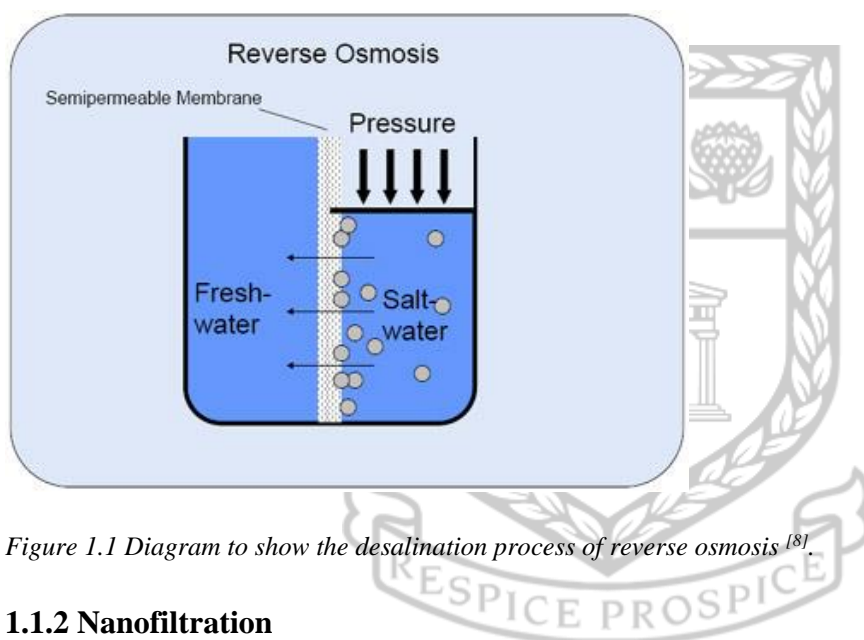 Reverse Osmosis
Semipermeable Membrane
Pressure
Fresh-
water
Salt-
water
Figure 1.1 Diagram to show the desalination process of reverse osmosis [8].
RESPICE PROSPICE
1.1.2 Nanofiltration